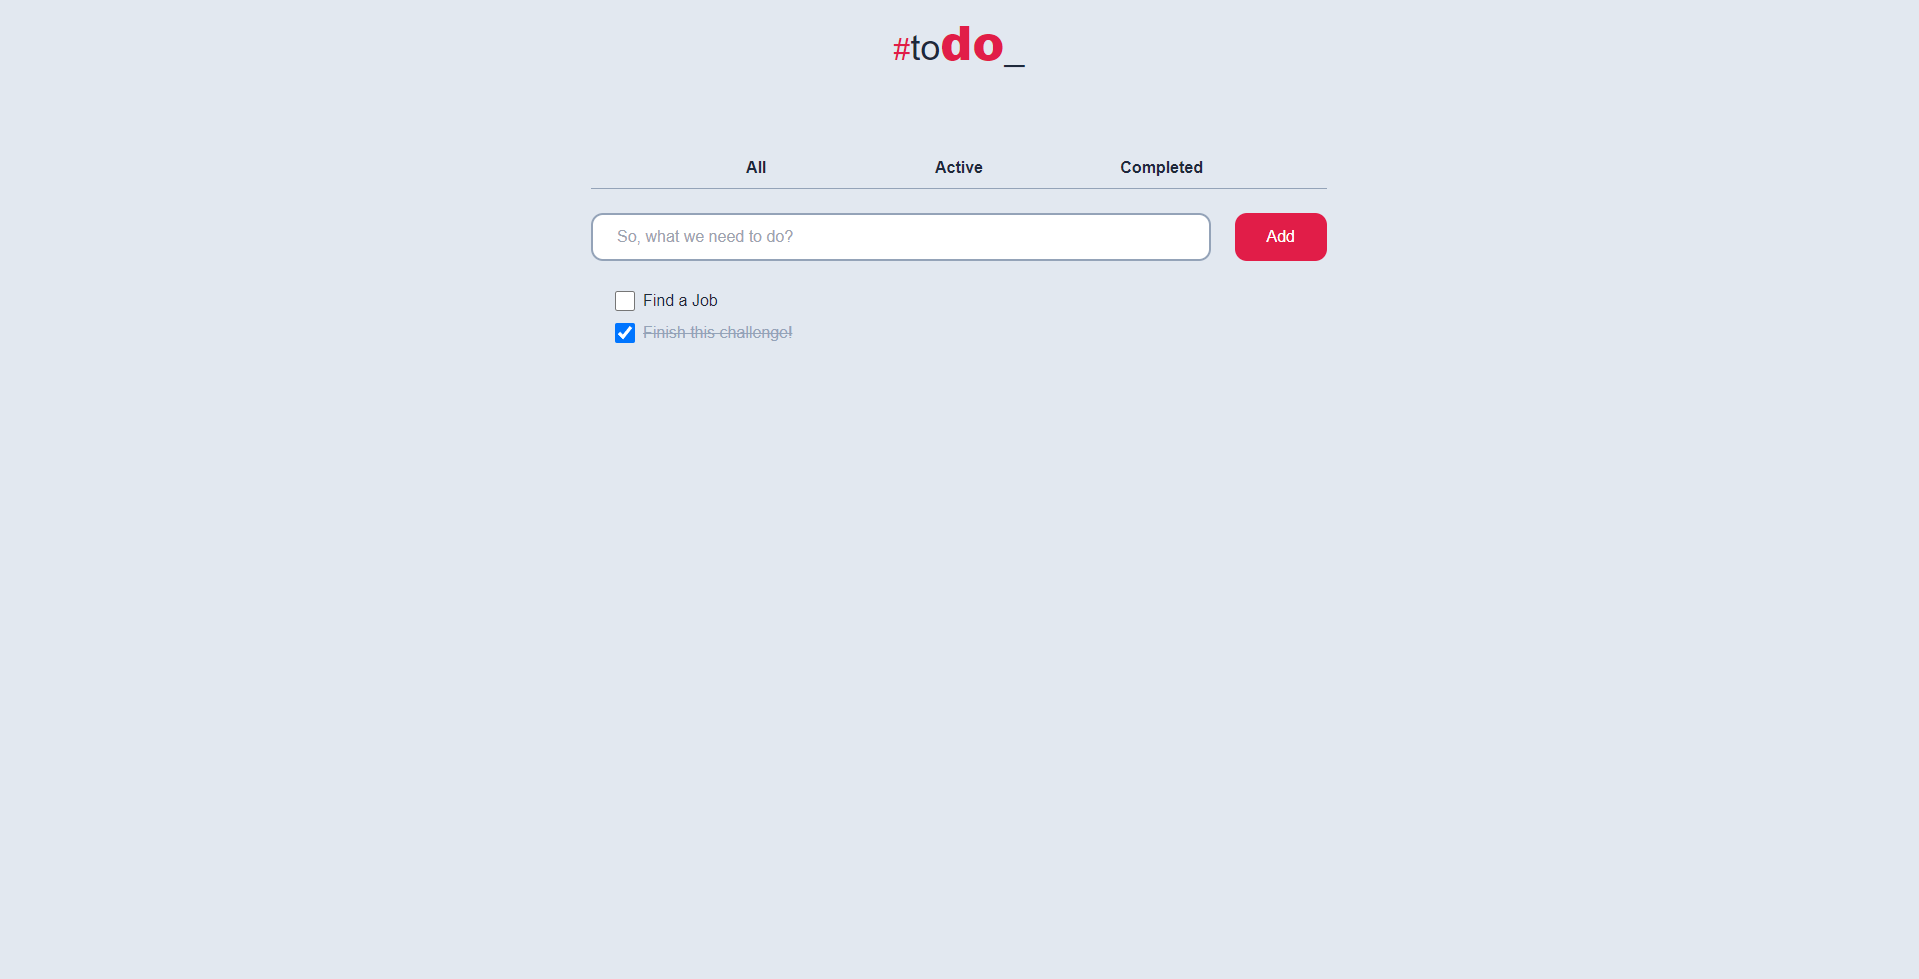 #todo_
All Active Completed
So, what we need to do?
Add
Find a Job
Finish this challenge!